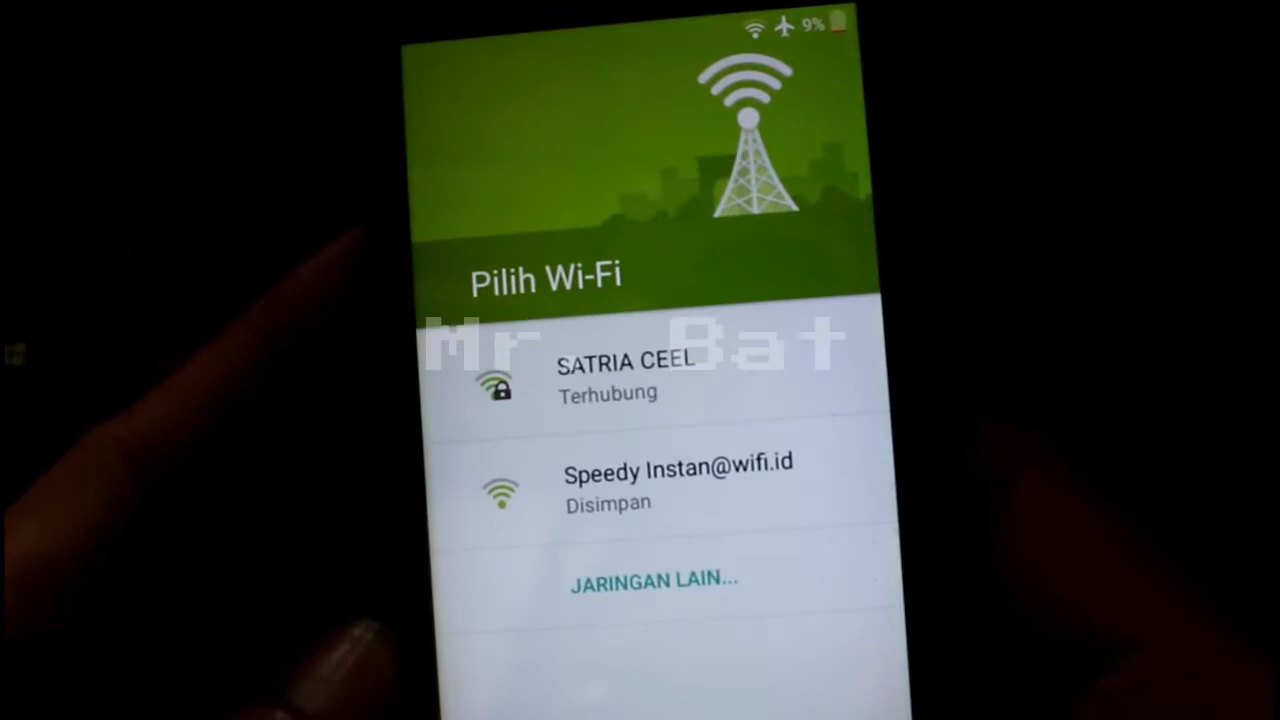 9%
Pilih Wi-Fi
Mr. Bat
SATRIA CEEL
Terhubung
Speedy Instan@wifi.id
Disimpan
JARINGAN LAIN...